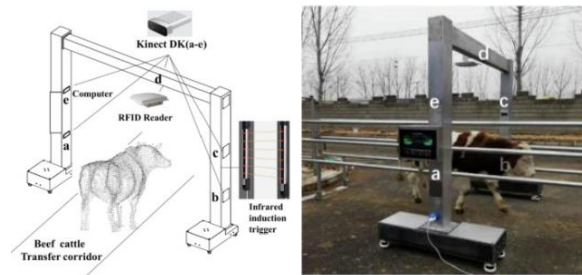 Kinect DK(a-e)
d
e
Computer
RFID Reader
a
c
b
Infrared
induction
trigger
Beef cattle
Transfer corridor
d
e
c
a
b